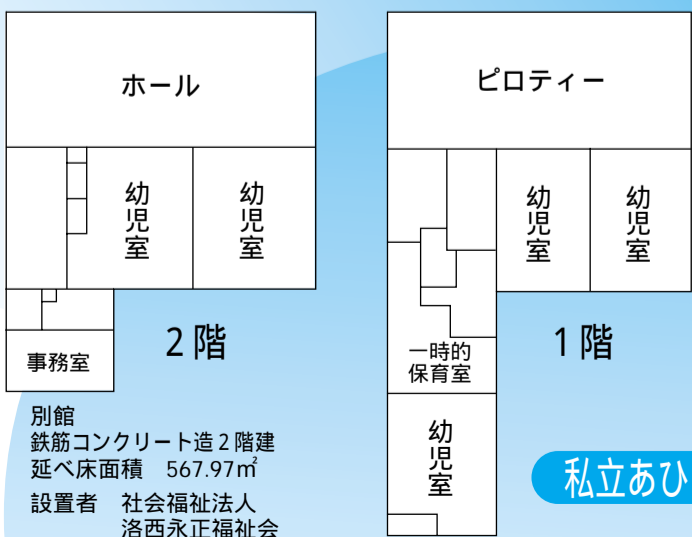 ホール
幼児室
幼児室
事務室
2階
別館
鉄筋コンクリート造2階建
延べ床面積 567.97㎡
設置者 社会福祉法人
洛西永正福祉会
ピロティー
幼児室
幼児室
一時的
保育室
1階
幼児室
私立あひ